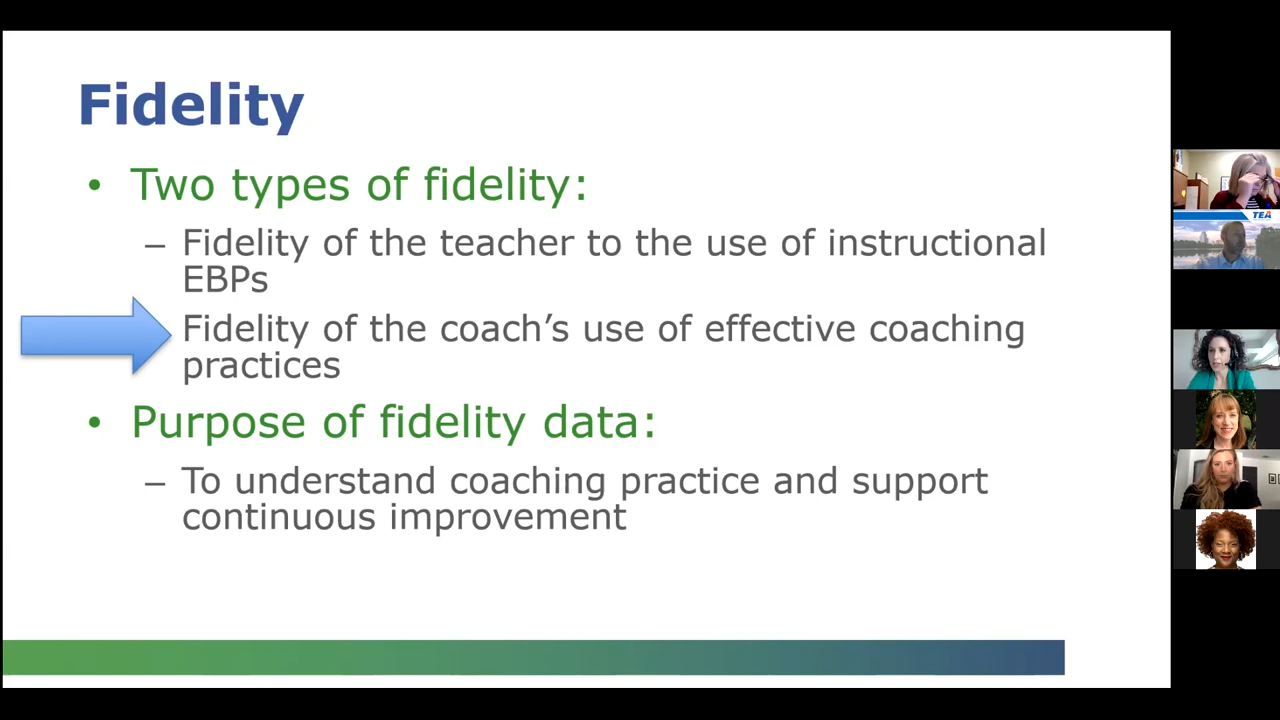 Fidelity
• Two types of fidelity:
– Fidelity of the teacher to the use of instructional
EBPs
Fidelity of the coach’s use of effective coaching
practices
• Purpose of fidelity data:
– To understand coaching practice and support
continuous improvement
TEA